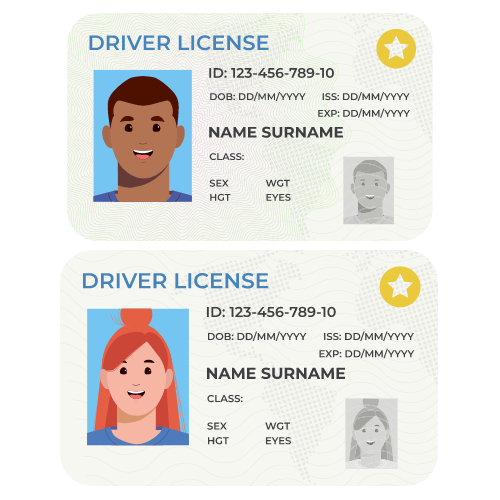 DRIVER LICENSE
ID: 123-456-789-10
DOB: DD/MM/YYYY ISS: DD/MM/YYYY
EXP: DD/MM/YYYY
NAME SURNAME
CLASS:
SEX WGT
HGT EYES
DRIVER LICENSE
ID: 123-456-789-10
DOB: DD/MM/YYYY ISS: DD/MM/YYYY
EXP: DD/MM/YYYY
NAME SURNAME
CLASS:
SEX WGT
HGT EYES